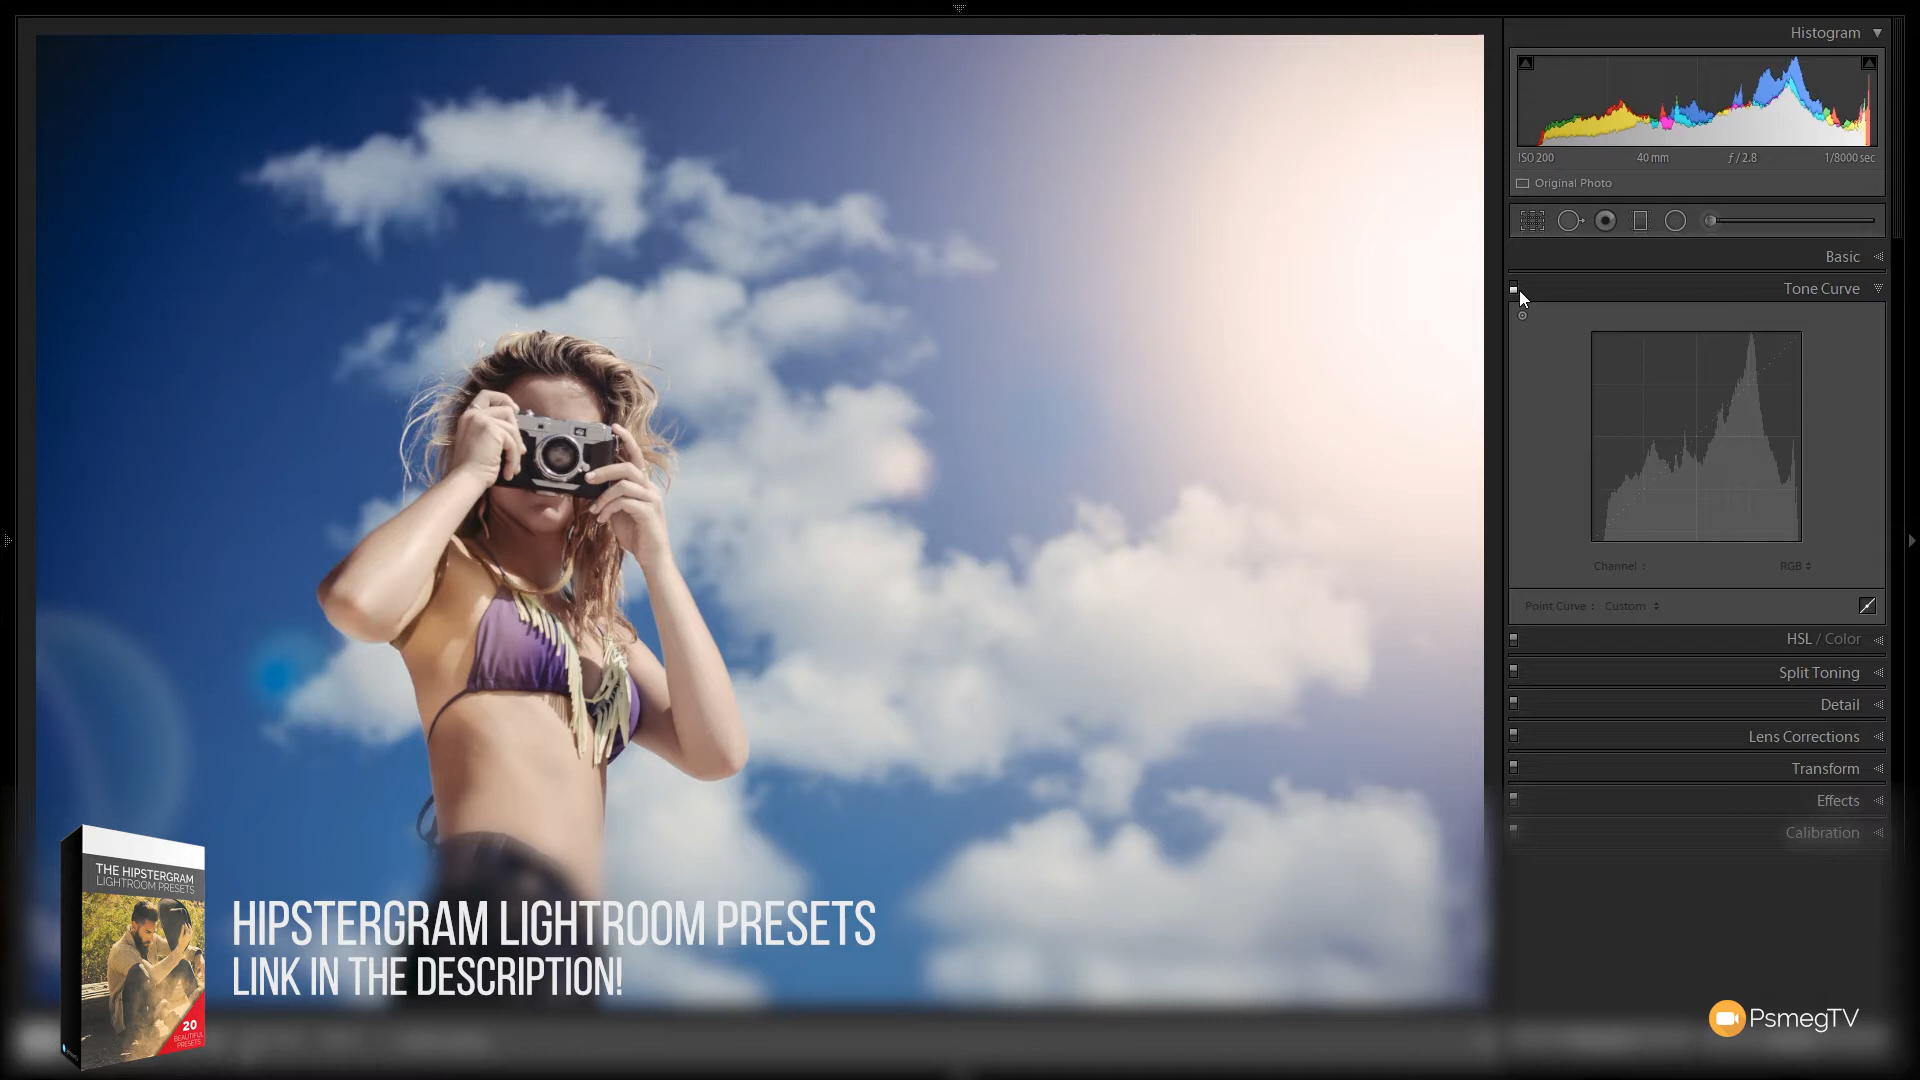 Histogram
ISO 200 40 mm ƒ / 2.8 1/8000 sec
Original Photo
Basic
Tone Curve
Channel : RGB
Point Curve : Custom
HSL / Color
Split Toning
Detail
Lens Corrections
Transform
Effects
Calibration
THE HIPSTERGRAM
LIGHTROOM PRESETS
20
BEAUTIFUL
PRESETS
HIPSTERGRAM LIGHTROOM PRESETS
LINK IN THE DESCRIPTION!
PsmegTV